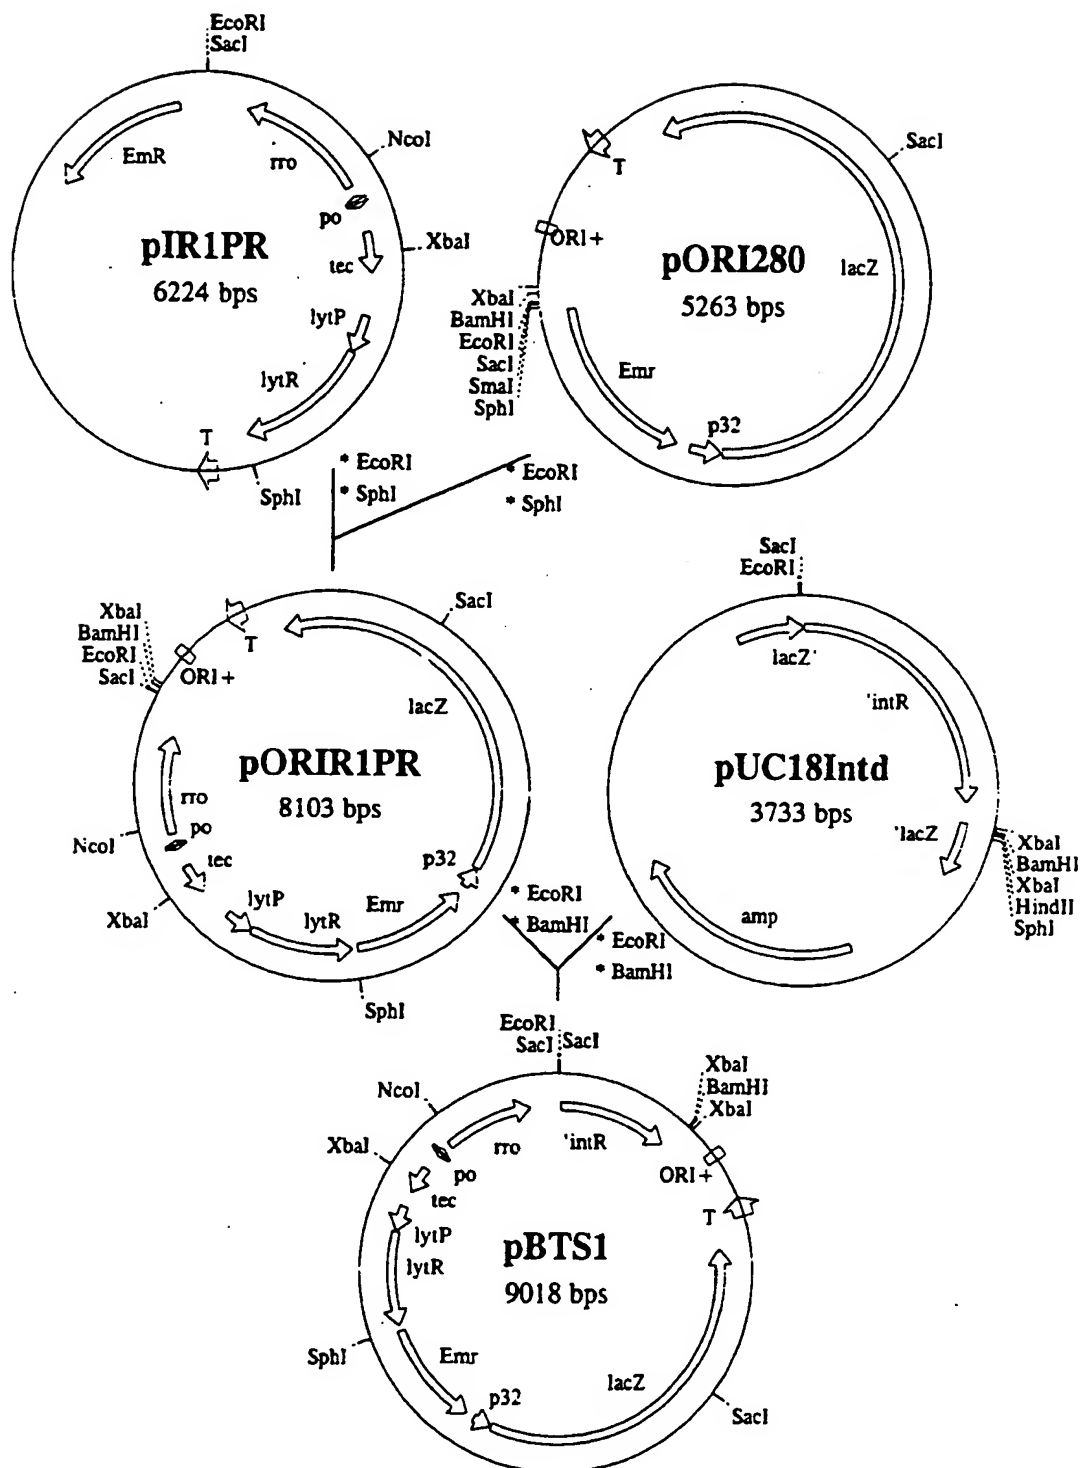 EcoRI
SacI
NcoI
XbaI
SphI
T
EmR
rro
po
tec
lytP
lytR
pIR1PR
6224 bps
SacI
T
ORI+
XbaI
BamHI
EcoRI
SacI
SmaI
SphI
Emr
p32
lacZ
pORI280
5263 bps
* EcoRI
* SphI
* EcoRI
* SphI
XbaI
BamHI
EcoRI
SacI
ORI+
T
SacI
lacZ
rro
po
NcoI
tec
XbaI
lytP
lytR
Emr
p32
SphI
pORIR1PR
8103 bps
SacI
EcoRI
lacZ'
'intR
'lacZ
XbaI
BamHI
XbaI
HindII
SphI
amp
pUC18Intd
3733 bps
* EcoRI
* BamHI
* EcoRI
* BamHI
EcoRI
SacI
SacI
XbaI
BamHI
XbaI
NcoI
XbaI
rro
po
tec
lytP
lytR
'intR
ORI+
T
pBTS1
9018 bps
SphI
Emr
p32
lacZ
SacI